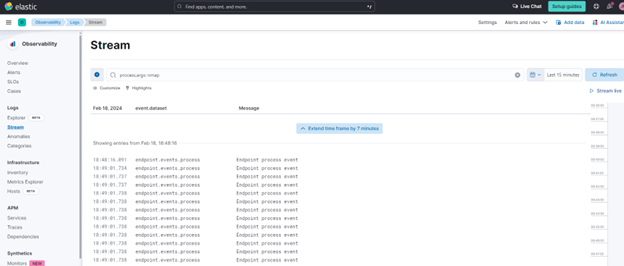 elastic
Find apps, content, and more.
Live Chat
Setup guides
Observability
Logs
Stream
Settings
Alerts and rules
Add data
AI Assistant
Observability
Overview
Alerts
SLOs
Cases
Logs
Explorer BETA
Stream
Anomalies
Categories
Infrastructure
Inventory
Metrics Explorer
Hosts BETA
APM
Services
Traces
Dependencies
Synthetics
Monitors NEW
Stream
process.args: nmap
Last 15 minutes
Refresh
Customize
Highlights
Stream live
Feb 18, 2024 event.dataset Message
Extend time frame by 7 minutes
Showing entries from Feb 18, 18:48:16
18:48:16.091 endpoint.events.process Endpoint process event
18:49:01.734 endpoint.events.process Endpoint process event
18:49:01.737 endpoint.events.process Endpoint process event
18:49:01.737 endpoint.events.process Endpoint process event
18:49:01.738 endpoint.events.process Endpoint process event
18:49:01.738 endpoint.events.process Endpoint process event
18:49:01.738 endpoint.events.process Endpoint process event
18:49:01.738 endpoint.events.process Endpoint process event
18:49:01.738 endpoint.events.process Endpoint process event
18:49:01.738 endpoint.events.process Endpoint process event
18:49:01.738 endpoint.events.process Endpoint process event
18:49:01.738 endpoint.events.process Endpoint process event
18:49:01.738 endpoint.events.process Endpoint process event